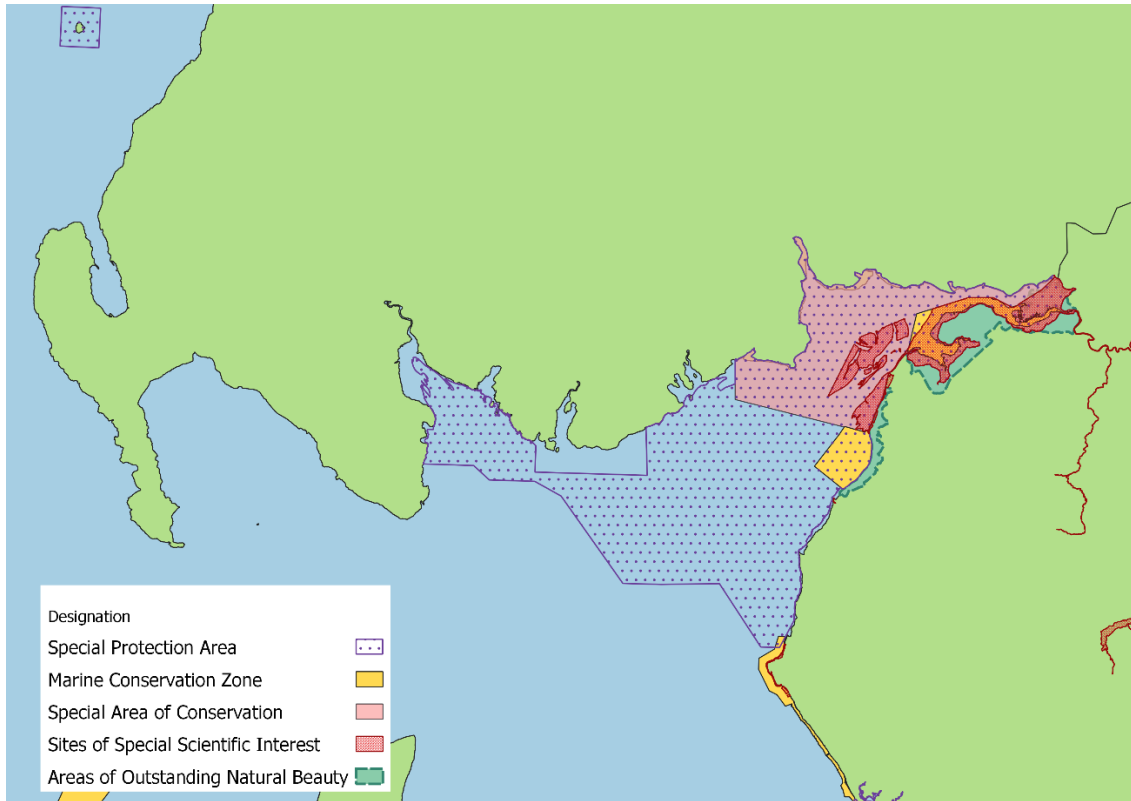 Designation
Special Protection Area
Marine Conservation Zone
Special Area of Conservation
Sites of Special Scientific Interest
Areas of Outstanding Natural Beauty